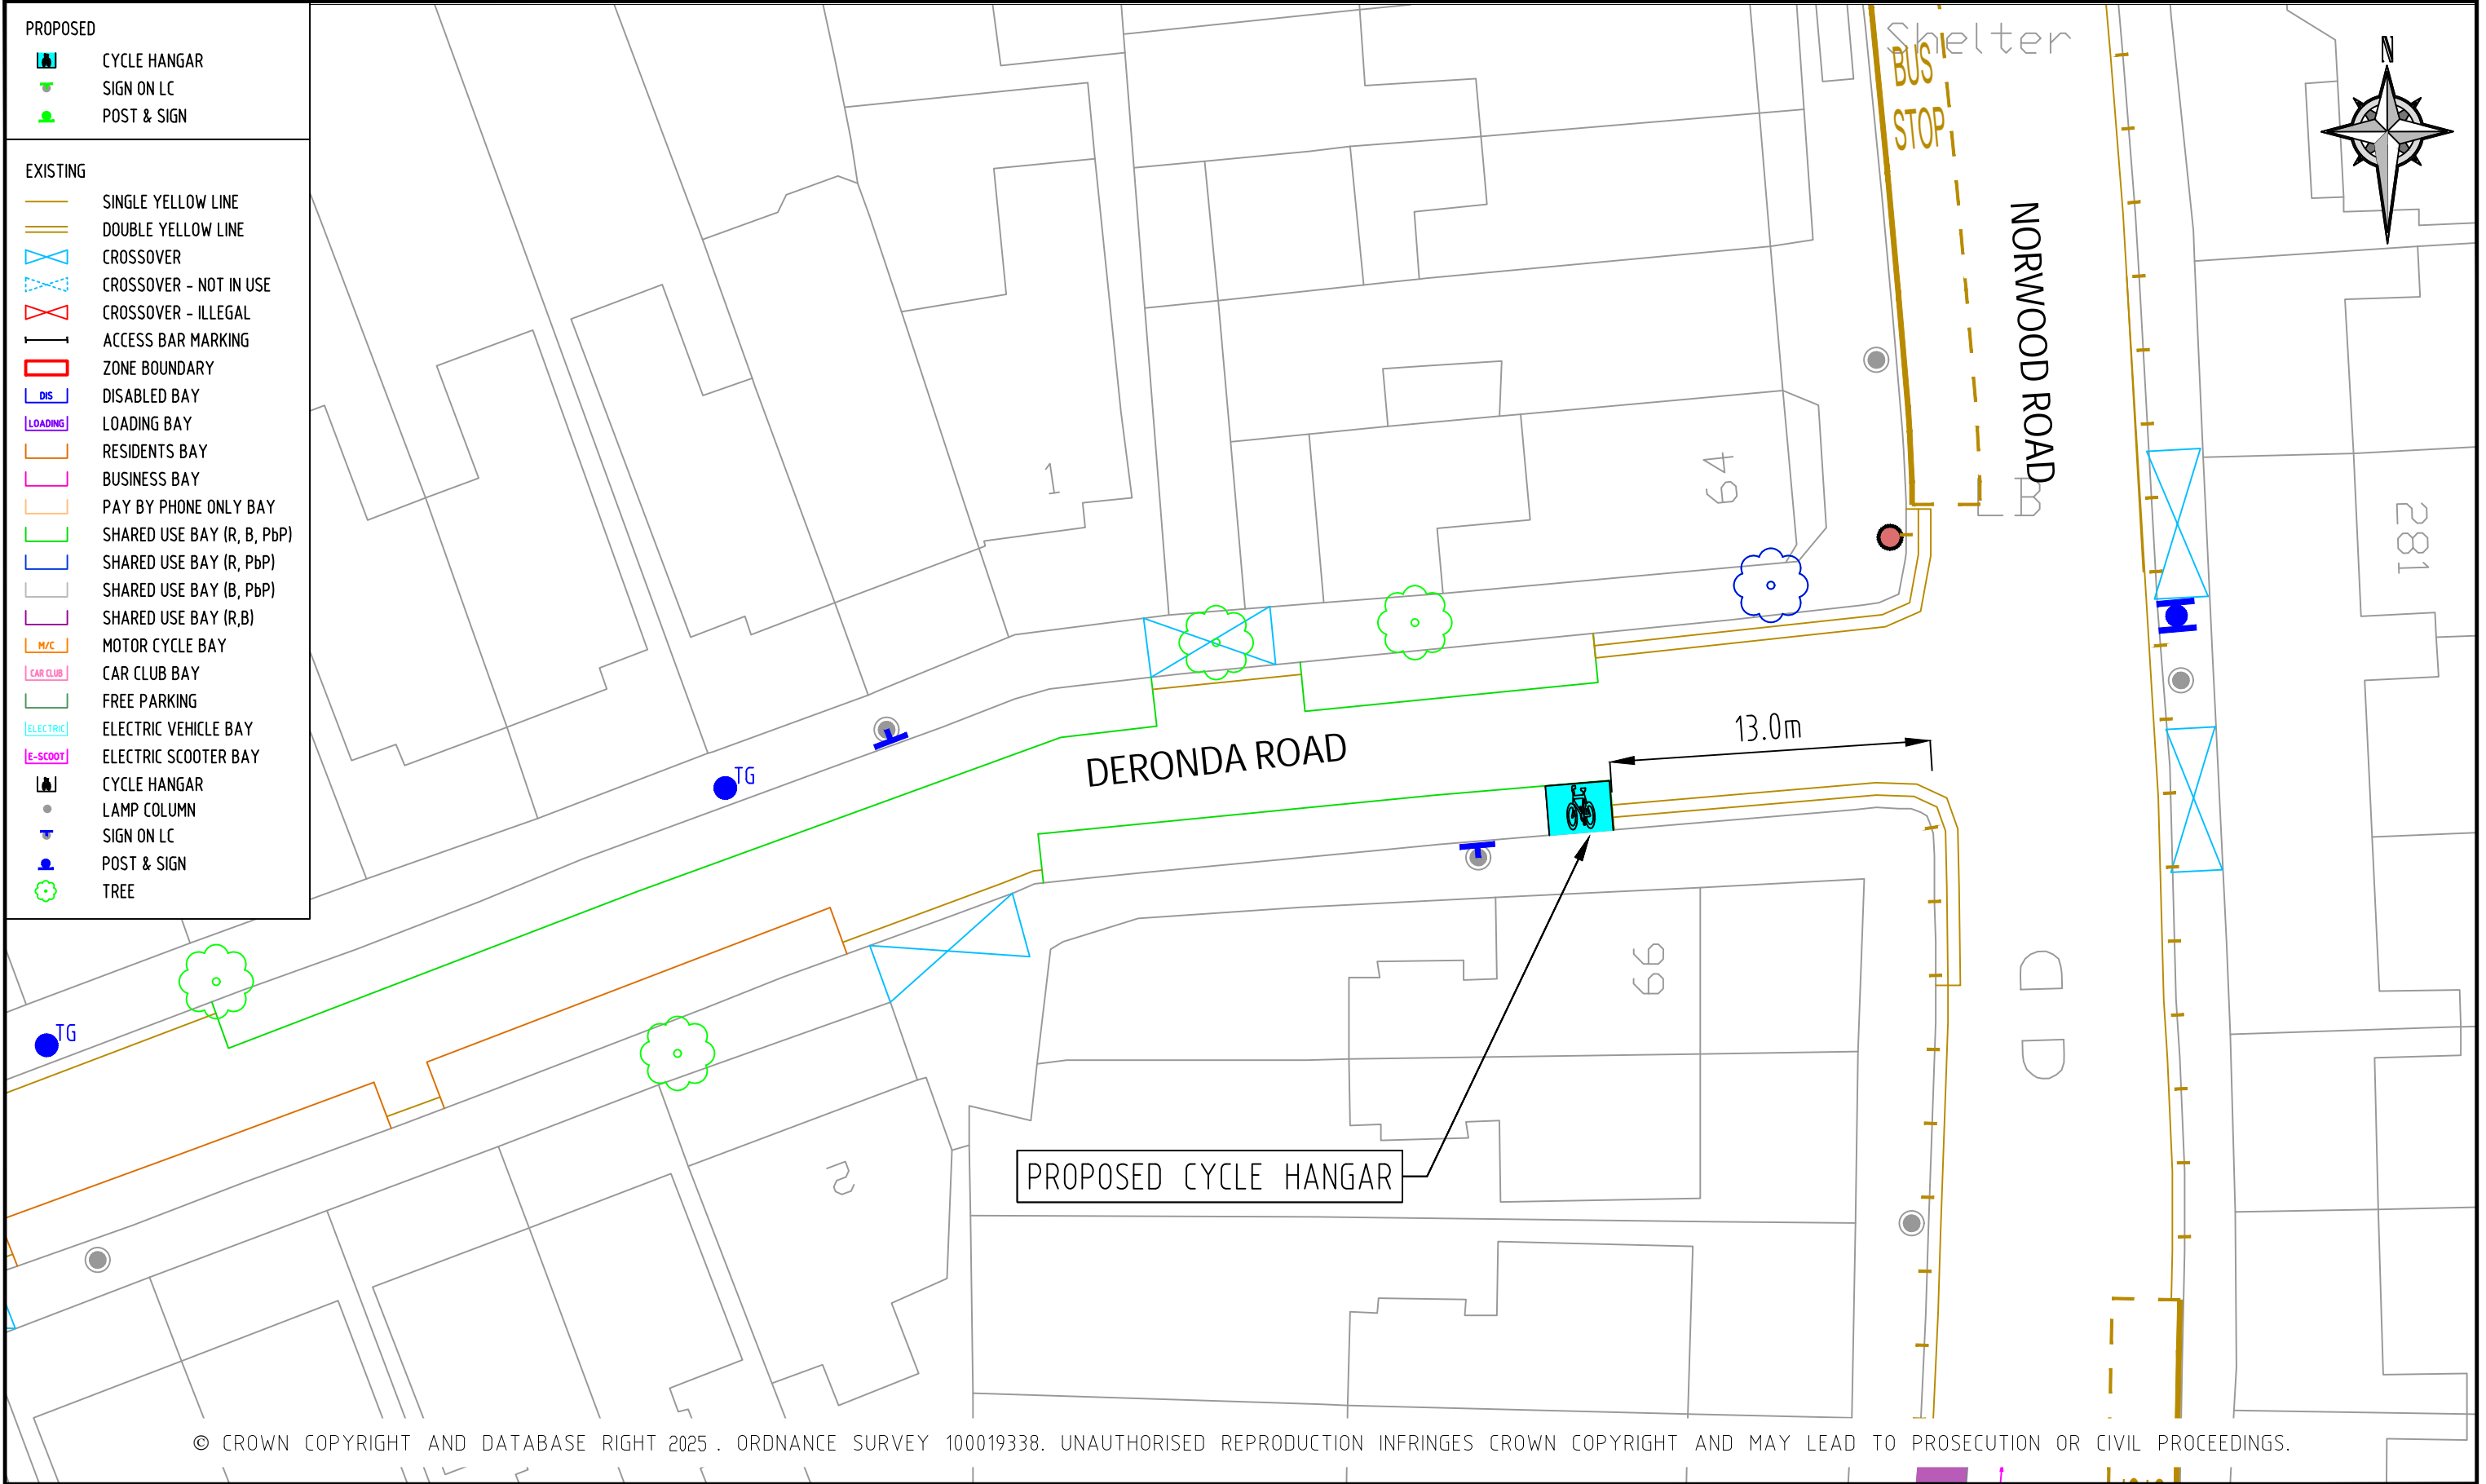 PROPOSED
CYCLE HANGAR
SIGN ON LC
POST & SIGN
EXISTING
SINGLE YELLOW LINE
DOUBLE YELLOW LINE
CROSSOVER
CROSSOVER - NOT IN USE
CROSSOVER - ILLEGAL
ACCESS BAR MARKING
ZONE BOUNDARY
DIS DISABLED BAY
LOADING LOADING BAY
RESIDENTS BAY
BUSINESS BAY
PAY BY PHONE ONLY BAY
SHARED USE BAY (R, B, PbP)
SHARED USE BAY (R, PbP)
SHARED USE BAY (B, PbP)
SHARED USE BAY (R,B)
M/C MOTOR CYCLE BAY
CAR CLUB CAR CLUB BAY
FREE PARKING
ELECTRIC ELECTRIC VEHICLE BAY
E-SCOOT ELECTRIC SCOOTER BAY
CYCLE HANGAR
LAMP COLUMN
SIGN ON LC
POST & SIGN
TREE
Shelter
BUS
STOP
N
NORWOOD ROAD
LB
1
64
281
TG
DERONDA ROAD
13.0m
TG
66
2
PROPOSED CYCLE HANGAR
© CROWN COPYRIGHT AND DATABASE RIGHT 2025. ORDNANCE SURVEY 100019338. UNAUTHORISED REPRODUCTION INFRINGES CROWN COPYRIGHT AND MAY LEAD TO PROSECUTION OR CIVIL PROCEEDINGS.